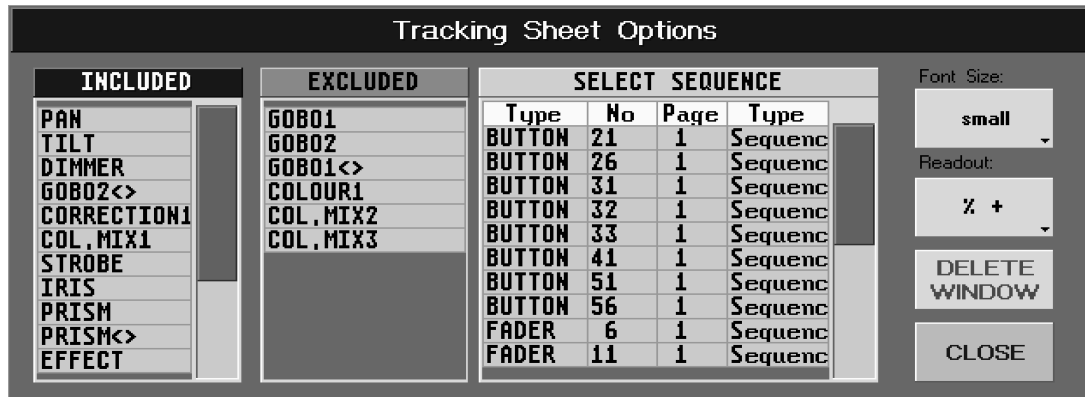 Tracking Sheet Options
INCLUDED
PAN
TILT
DIMMER
GOBO2<>
CORRECTION1
COL.MIX1
STROBE
IRIS
PRISM
PRISM<>
EFFECT
EXCLUDED
GOBO1
GOBO2
GOBO1<>
COLOUR1
COL.MIX2
COL.MIX3
SELECT SEQUENCE
Type No Page Type
BUTTON 21 1 Sequenc
BUTTON 26 1 Sequenc
BUTTON 31 1 Sequenc
BUTTON 32 1 Sequenc
BUTTON 33 1 Sequenc
BUTTON 41 1 Sequenc
BUTTON 51 1 Sequenc
BUTTON 56 1 Sequenc
FADER 6 1 Sequenc
FADER 11 1 Sequenc
Font Size:
small
Readout:
% +
DELETE
WINDOW
CLOSE